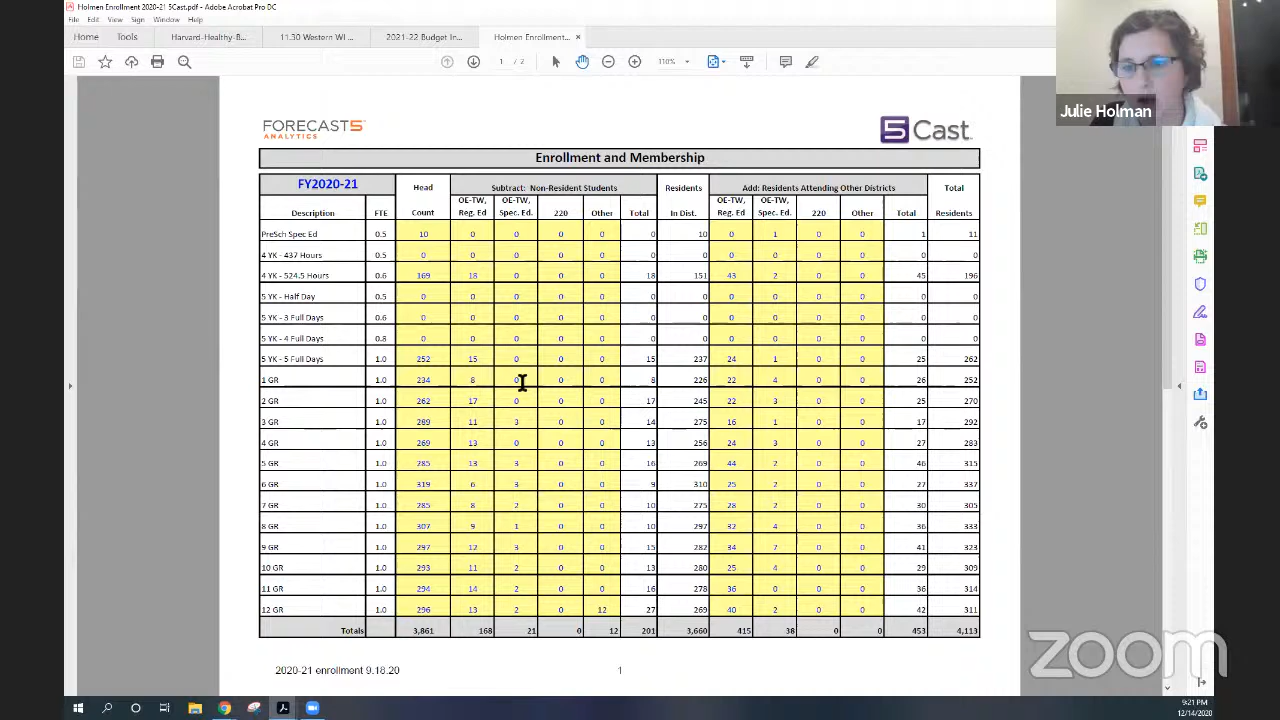 Holmen Enrollment 2020-21 5Cast.pdf - Adobe Acrobat Pro DC
File Edit View Sign Window Help
Home Tools Harvard-Healthy-B... 11.30 Western WI ... 2021-22 Budget In... Holmen Enrollment... ×
1 / 2 110%
Julie Holman
FORECAST5 ANALYTICS
5Cast
Enrollment and Membership
FY2020-21 Head Subtract: Non-Resident Students Residents Add: Residents Attending Other Districts Total
Description FTE Count OE-TW, Reg. Ed OE-TW, Spec. Ed. 220 Other Total In Dist. OE-TW, Reg. Ed OE-TW, Spec. Ed. 220 Other Total Residents
PreSch Spec Ed 0.5 10 0 0 0 0 0 10 0 1 0 0 1 11
4 YK - 437 Hours 0.5 0 0 0 0 0 0 0 0 0 0 0 0 0
4 YK - 524.5 Hours 0.6 169 18 0 0 0 18 151 43 2 0 0 45 196
5 YK - Half Day 0.5 0 0 0 0 0 0 0 0 0 0 0 0 0
5 YK - 3 Full Days 0.6 0 0 0 0 0 0 0 0 0 0 0 0 0
5 YK - 4 Full Days 0.8 0 0 0 0 0 0 0 0 0 0 0 0 0
5 YK - 5 Full Days 1.0 252 15 0 0 0 15 237 24 1 0 0 25 262
1 GR 1.0 234 8 0 0 0 8 226 22 4 0 0 26 252
2 GR 1.0 262 17 0 0 0 17 245 22 3 0 0 25 270
3 GR 1.0 289 11 3 0 0 14 275 16 1 0 0 17 292
4 GR 1.0 269 13 0 0 0 13 256 24 3 0 0 27 283
5 GR 1.0 285 13 3 0 0 16 269 44 2 0 0 46 315
6 GR 1.0 319 6 3 0 0 9 310 25 2 0 0 27 337
7 GR 1.0 285 8 2 0 0 10 275 28 2 0 0 30 305
8 GR 1.0 307 9 1 0 0 10 297 32 4 0 0 36 333
9 GR 1.0 297 12 3 0 0 15 282 34 7 0 0 41 323
10 GR 1.0 293 11 2 0 0 13 280 25 4 0 0 29 309
11 GR 1.0 294 14 2 0 0 16 278 36 0 0 0 36 314
12 GR 1.0 296 13 2 0 12 27 269 40 2 0 0 42 311
Totals 3,861 168 21 0 12 201 3,660 415 38 0 0 453 4,113
2020-21 enrollment 9.18.20 1
zoom
9:21 PM
12/14/2020